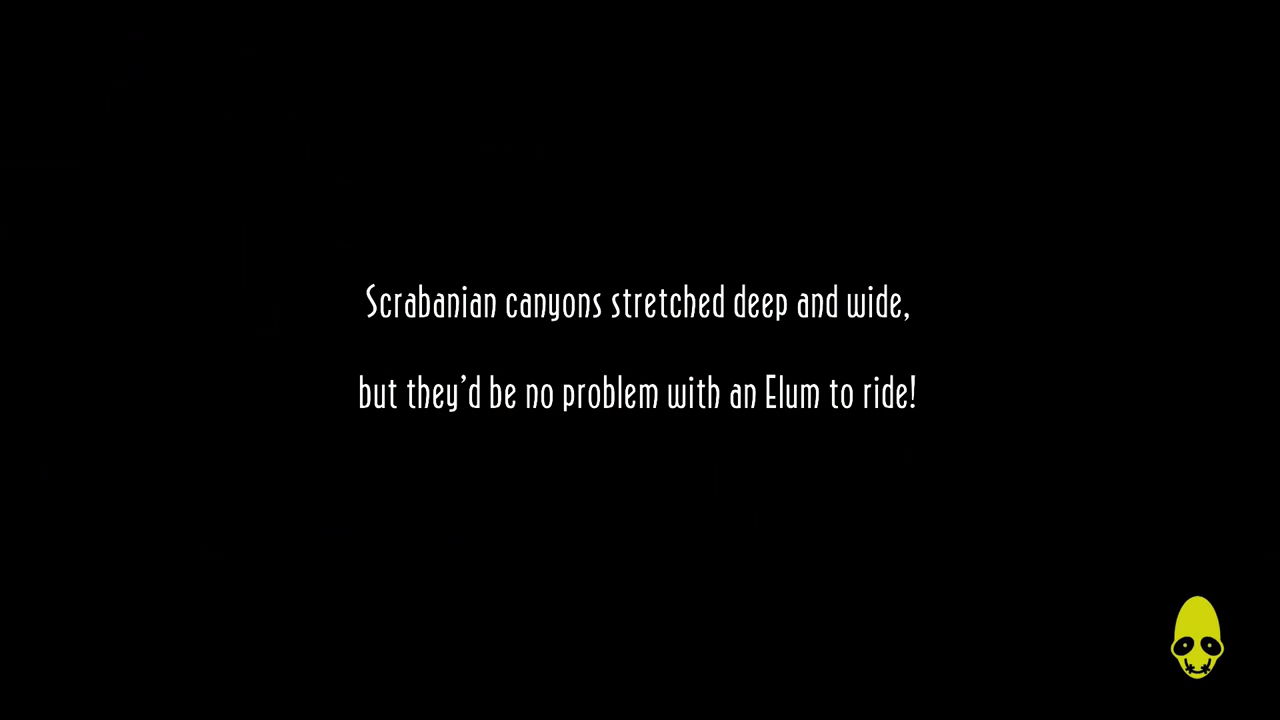 Scrabanian canyons stretched deep and wide,
but they’d be no problem with an Elum to ride!